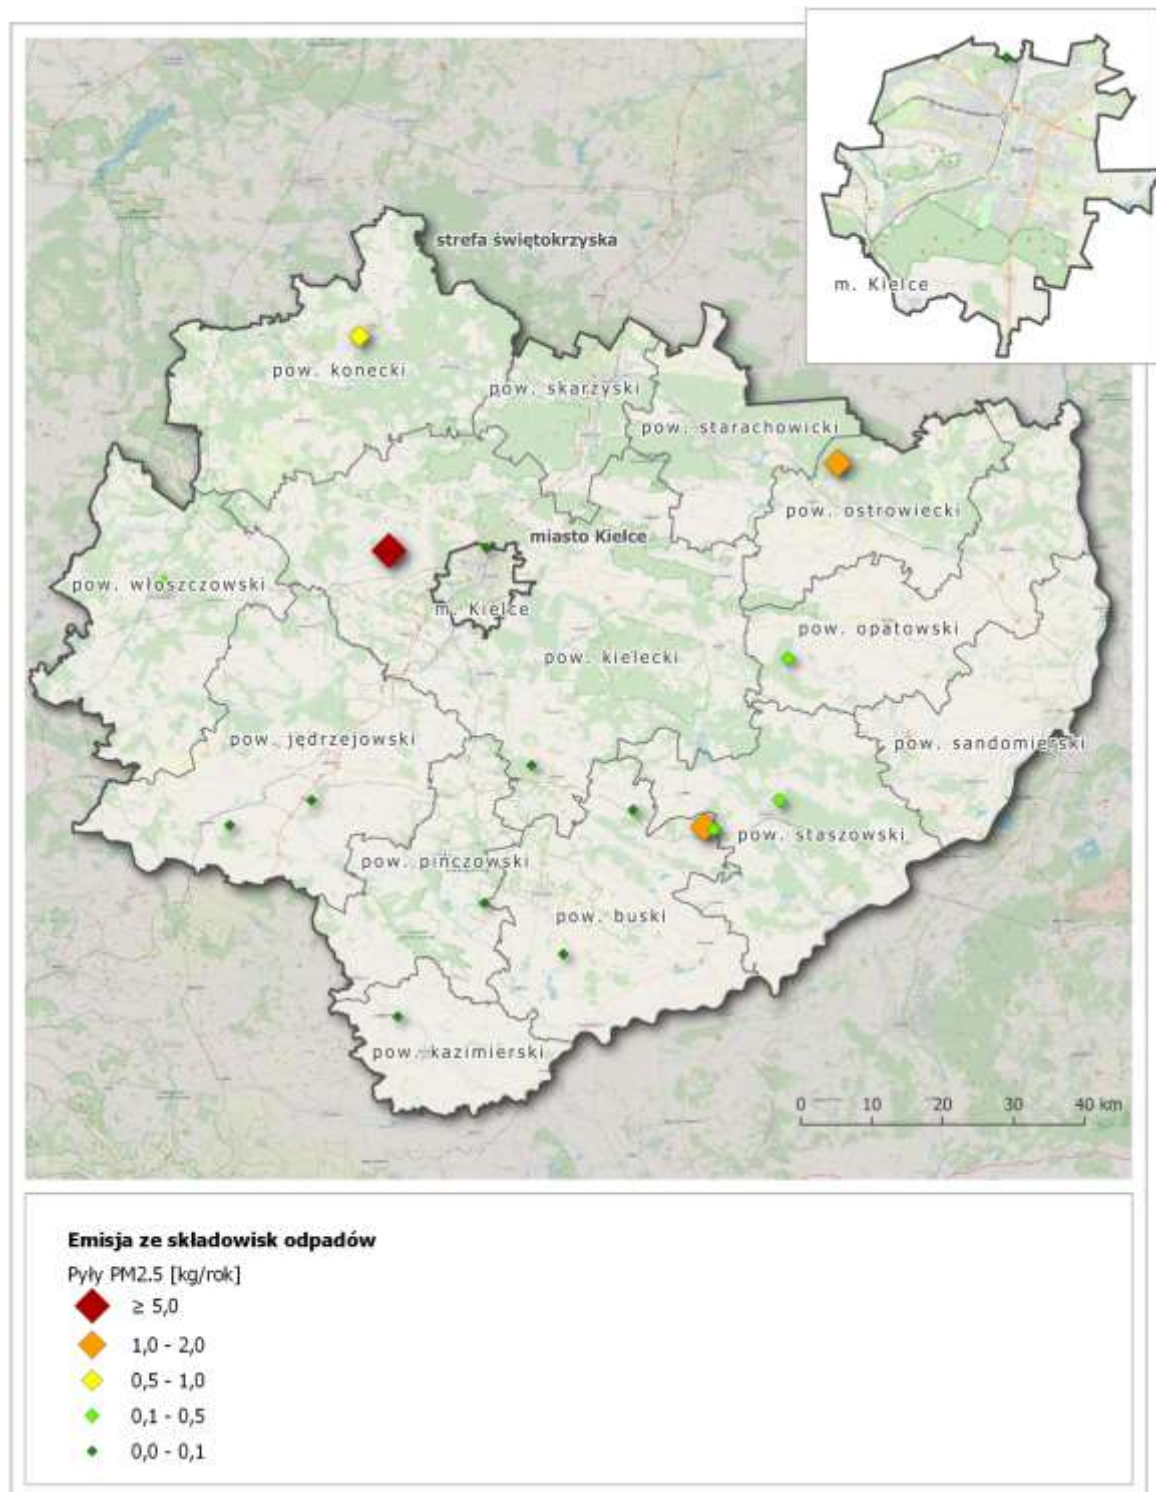 m. Kielce
strefa świętokrzyska
pow. konecki
pow. skarżyski
pow. starachowicki
pow. ostrowiecki
miasto Kielce
pow. włoszczowski
m. Kielce
pow. opatowski
pow. kielecki
pow. jędrzejowski
pow. sandomierski
pow. staszowski
pow. pińczowski
pow. buski
pow. kazimierski
0 10 20 30 40 km
Emisja ze składowisk odpadów
Pyły PM2.5 [kg/rok]
≥ 5,0
1,0 - 2,0
0,5 - 1,0
0,1 - 0,5
0,0 - 0,1